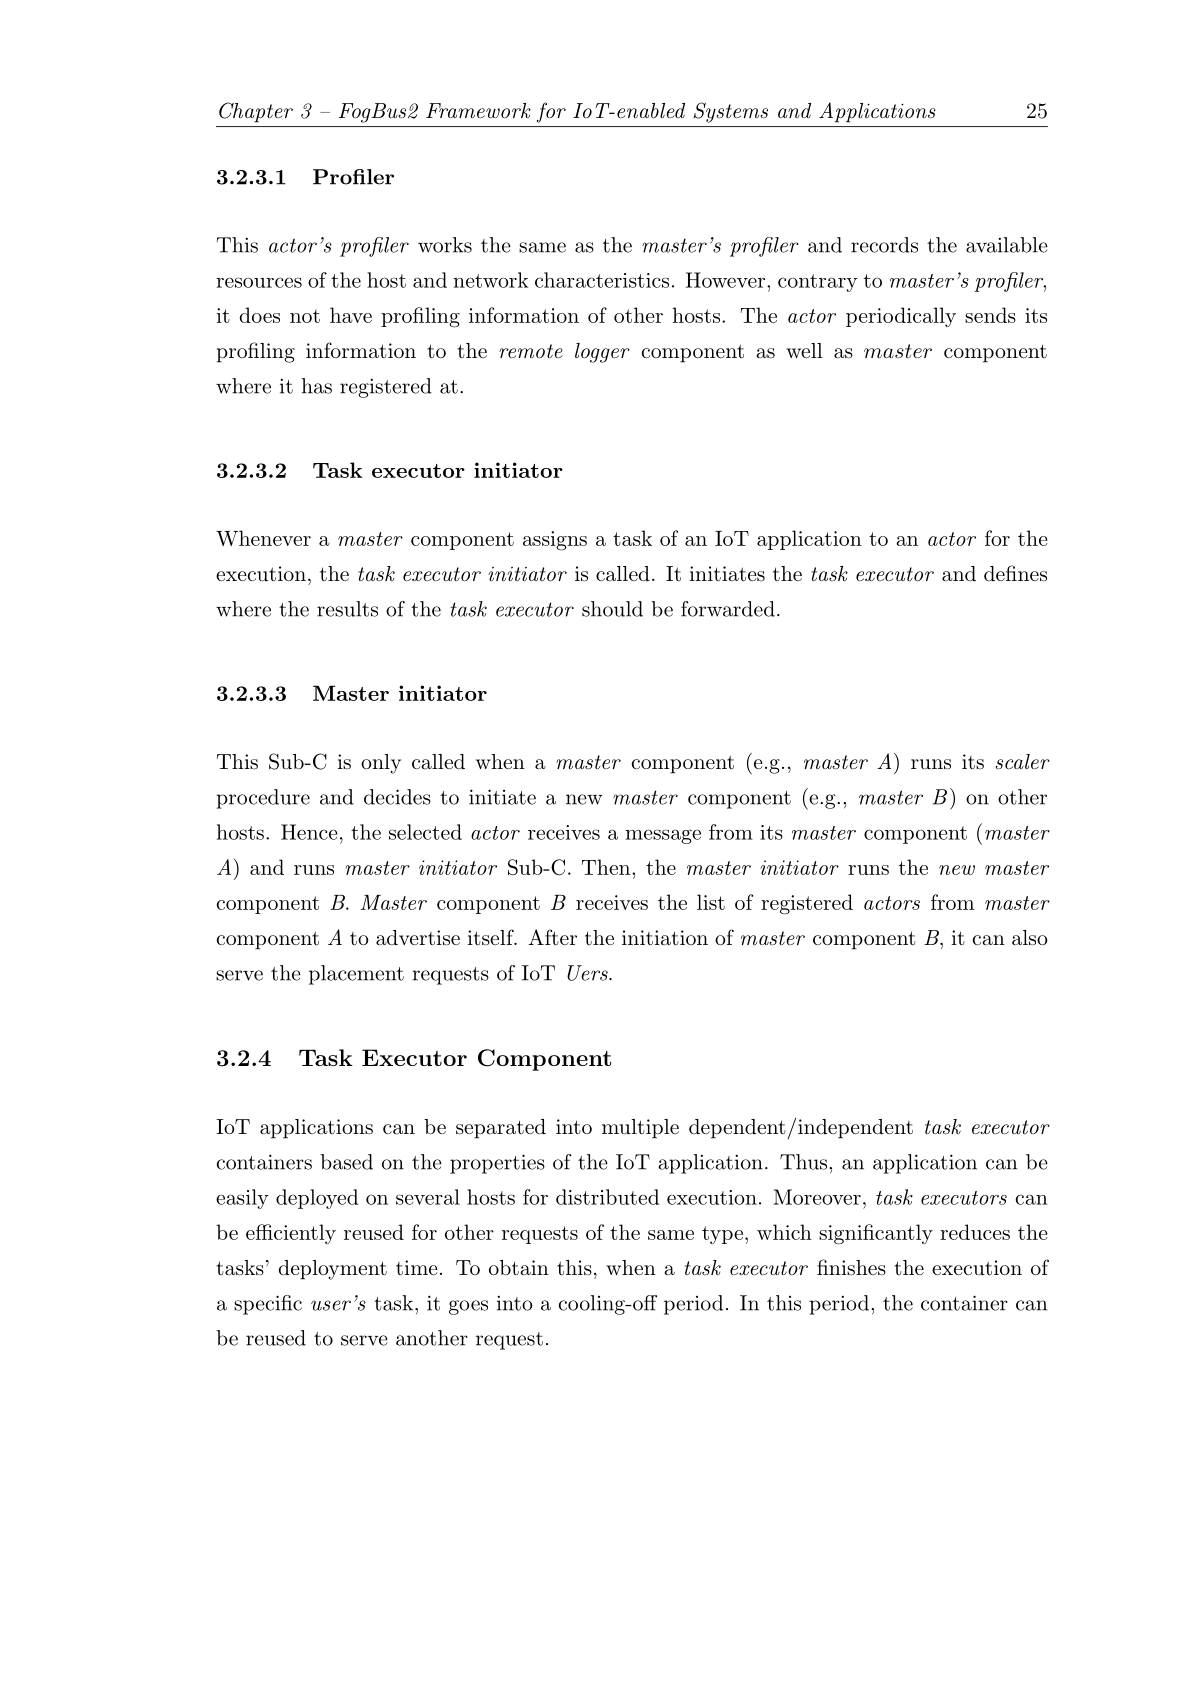 Chapter 3 – FogBus2 Framework for IoT-enabled Systems and Applications 25
3.2.3.1 Profiler
This actor's profiler works the same as the master's profiler and records the available
resources of the host and network characteristics. However, contrary to master's profiler,
it does not have profiling information of other hosts. The actor periodically sends its
profiling information to the remote logger component as well as master component
where it has registered at.
3.2.3.2 Task executor initiator
Whenever a master component assigns a task of an IoT application to an actor for the
execution, the task executor initiator is called. It initiates the task executor and defines
where the results of the task executor should be forwarded.
3.2.3.3 Master initiator
This Sub-C is only called when a master component (e.g., master A) runs its scaler
procedure and decides to initiate a new master component (e.g., master B) on other
hosts. Hence, the selected actor receives a message from its master component (master
A) and runs master initiator Sub-C. Then, the master initiator runs the new master
component B. Master component B receives the list of registered actors from master
component A to advertise itself. After the initiation of master component B, it can also
serve the placement requests of IoT Uers.
3.2.4 Task Executor Component
IoT applications can be separated into multiple dependent/independent task executor
containers based on the properties of the IoT application. Thus, an application can be
easily deployed on several hosts for distributed execution. Moreover, task executors can
be efficiently reused for other requests of the same type, which significantly reduces the
tasks' deployment time. To obtain this, when a task executor finishes the execution of
a specific user's task, it goes into a cooling-off period. In this period, the container can
be reused to serve another request.